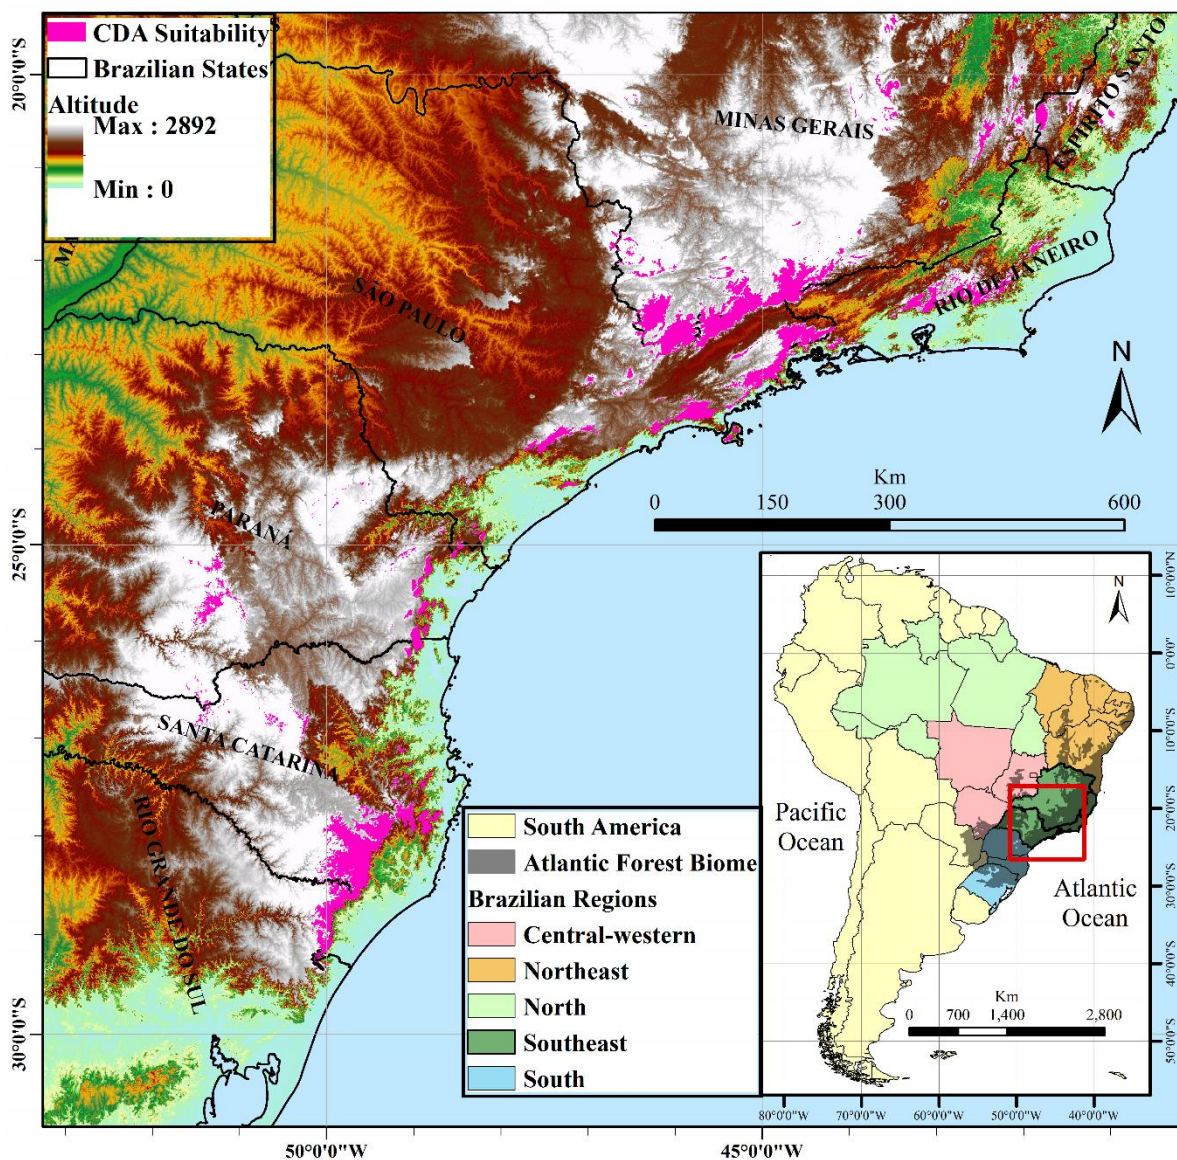 CDA Suitability
Brazilian States
Altitude
Max : 2892
Min : 0
20°0'0"S
25°0'0"S
30°0'0"S
MINAS GERAIS
ESPIRITO SANTO
RIO DE JANEIRO
SÃO PAULO
PARANÁ
SANTA CATARINA
RIO GRANDE DO SUL
MA
N
Km
0 150 300 600
South America
Atlantic Forest Biome
Brazilian Regions
Central-western
Northeast
North
Southeast
South
N
Pacific
Ocean
Atlantic
Ocean
Km
0 700 1,400 2,800
10°0'0"N
0°0'0"
10°0'0"S
20°0'0"S
30°0'0"S
40°0'0"S
50°0'0"S
80°0'0"W 70°0'0"W 60°0'0"W 50°0'0"W 40°0'0"W
50°0'0"W 45°0'0"W